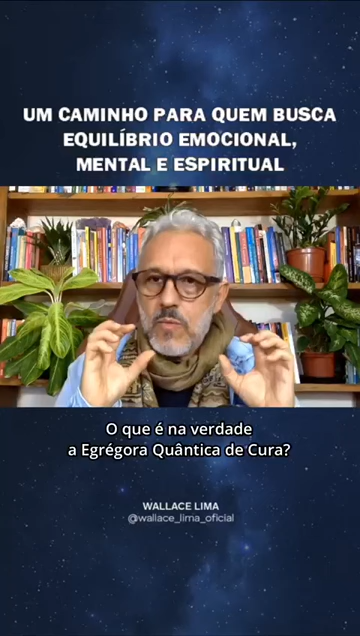 UM CAMINHO PARA QUEM BUSCA
EQUILÍBRIO EMOCIONAL,
MENTAL E ESPIRITUAL
O que é na verdade
a Egrégora Quântica de Cura?
WALLACE LIMA
@wallace_lima_oficial